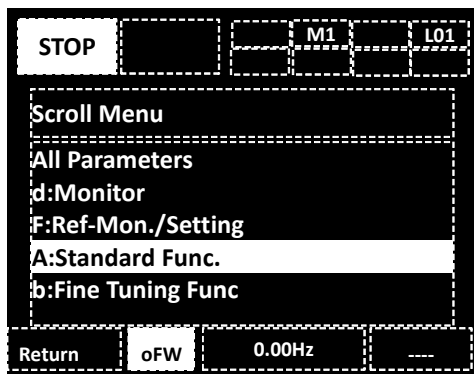 STOP M1 L01
Scroll Menu
All Parameters
d:Monitor
F:Ref-Mon./Setting
A:Standard Func.
b:Fine Tuning Func
Return oFW 0.00Hz ----